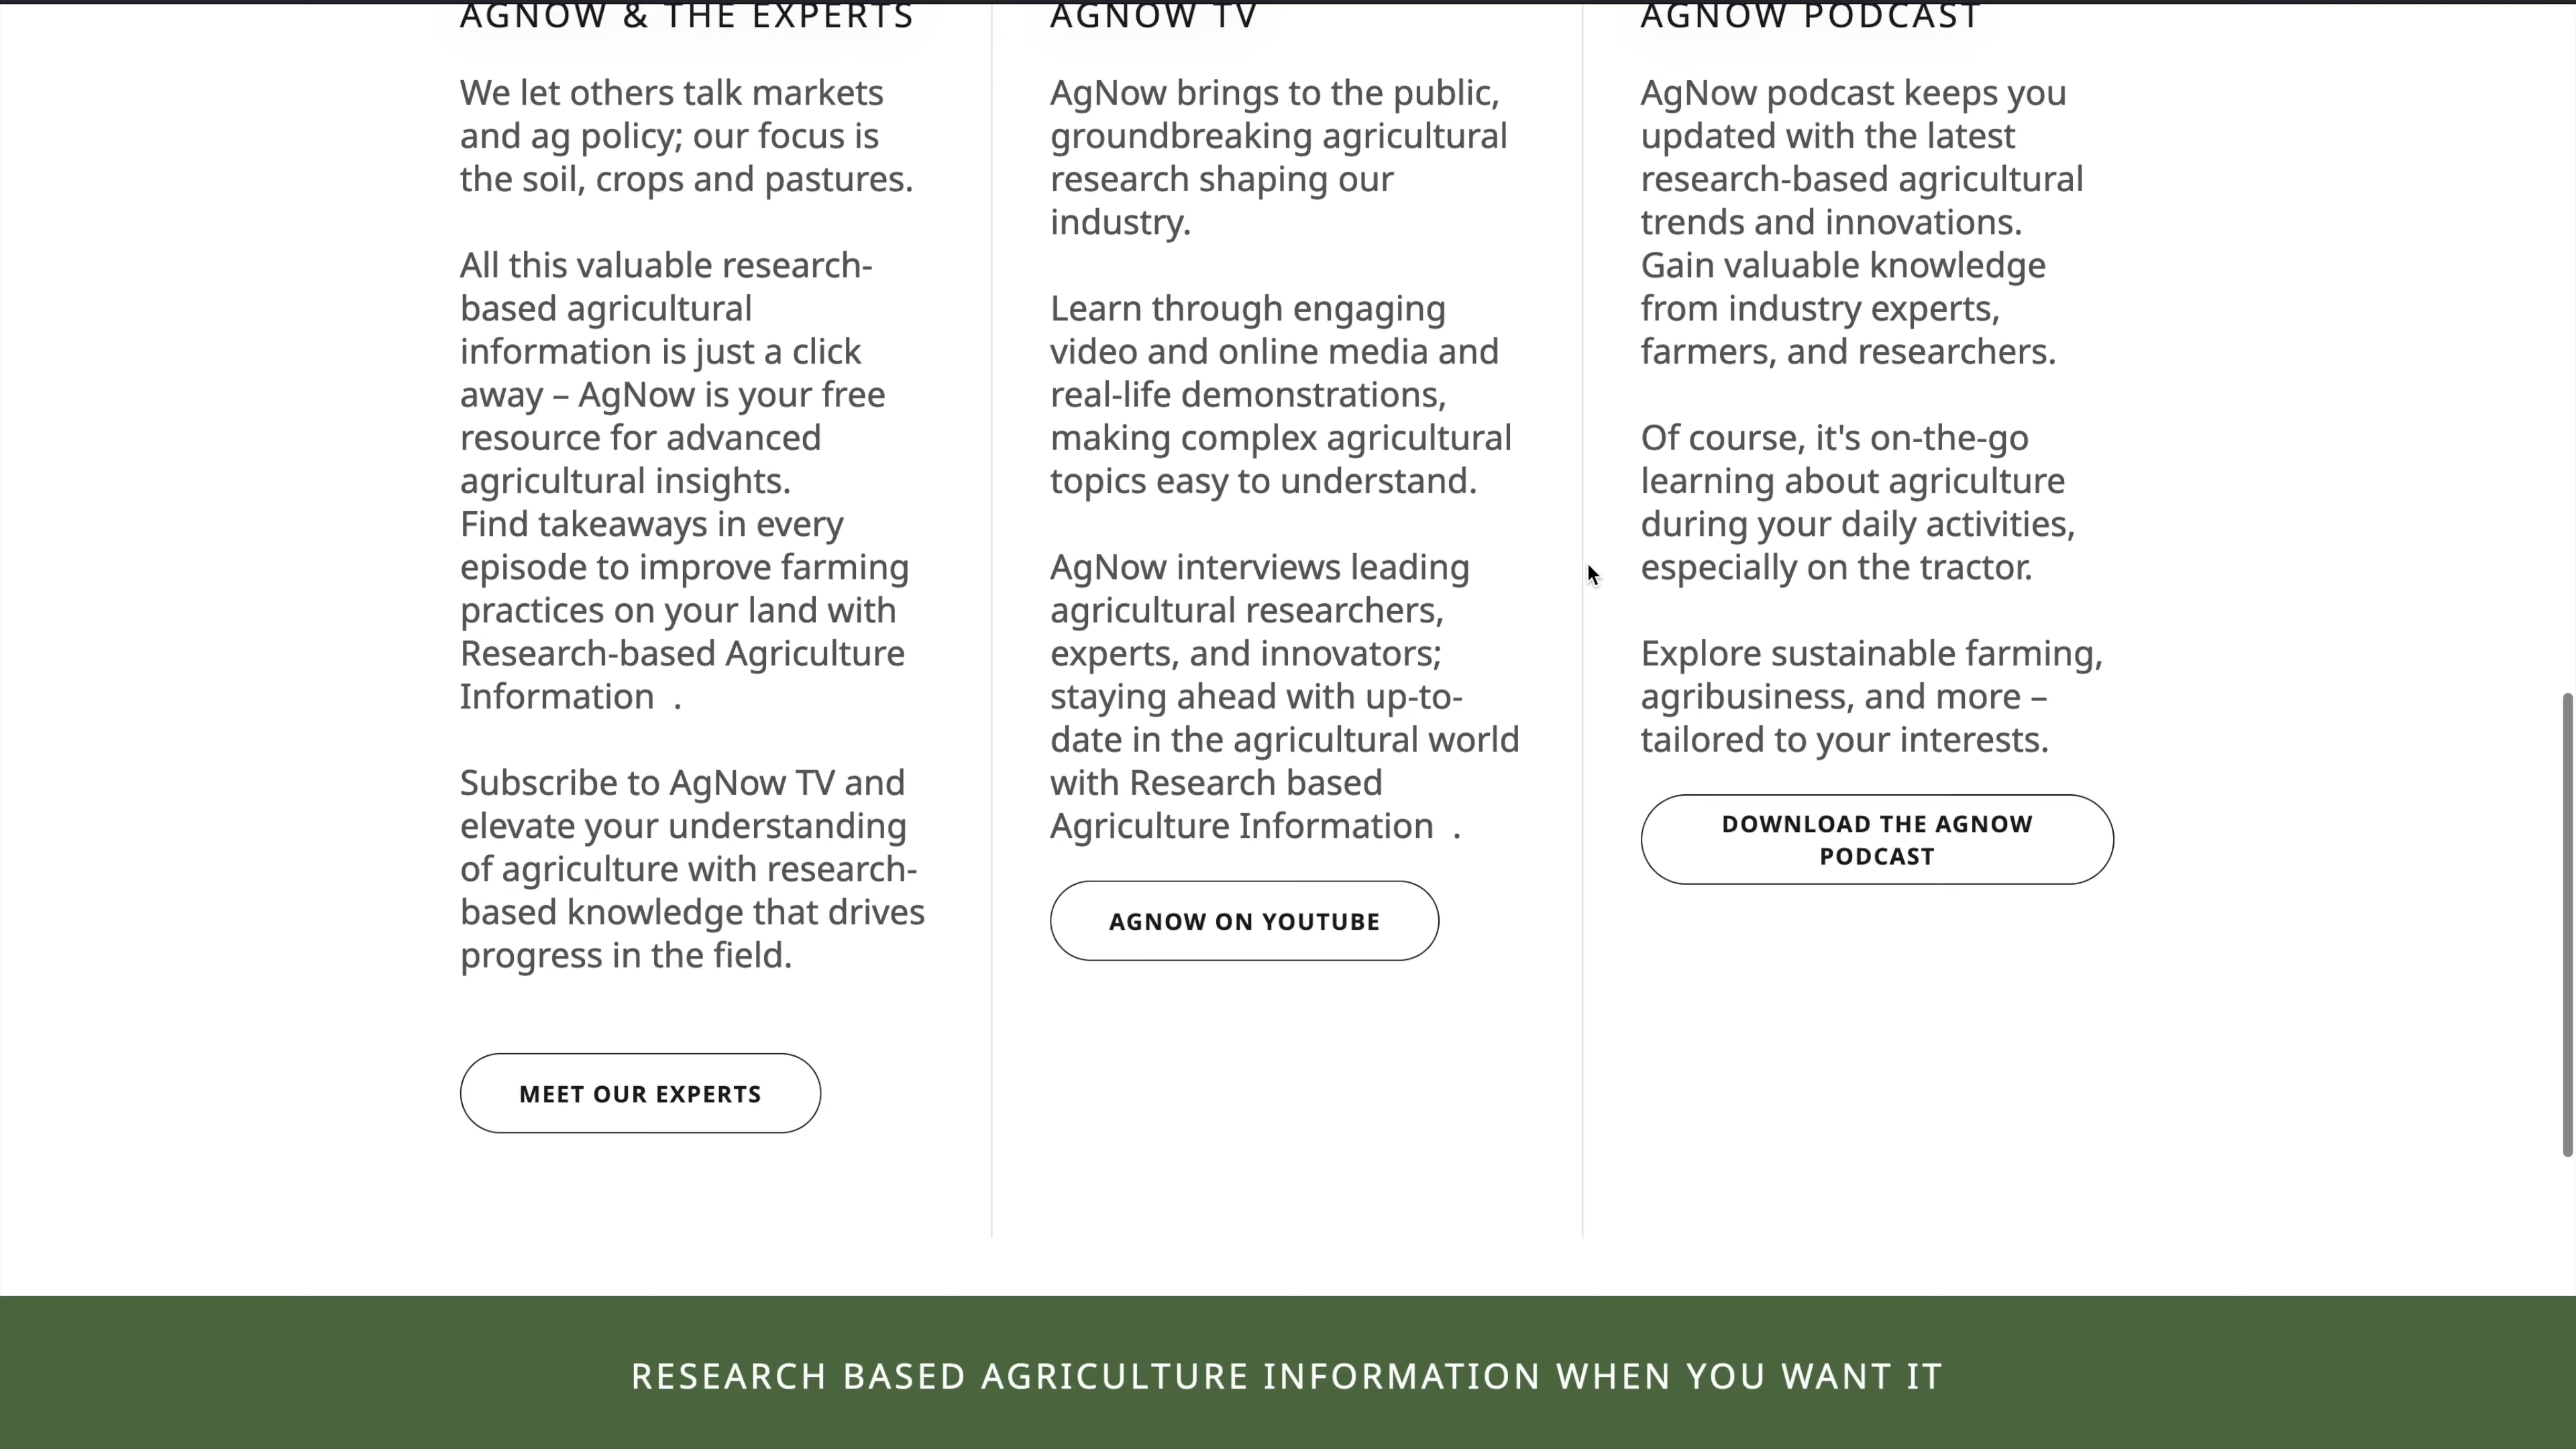 AGNOW & THE EXPERTS
We let others talk markets
and ag policy; our focus is
the soil, crops and pastures.
All this valuable research-
based agricultural
information is just a click
away – AgNow is your free
resource for advanced
agricultural insights.
Find takeaways in every
episode to improve farming
practices on your land with
Research-based Agriculture
Information .
Subscribe to AgNow TV and
elevate your understanding
of agriculture with research-
based knowledge that drives
progress in the field.
MEET OUR EXPERTS
AGNOW TV
AgNow brings to the public,
groundbreaking agricultural
research shaping our
industry.
Learn through engaging
video and online media and
real-life demonstrations,
making complex agricultural
topics easy to understand.
AgNow interviews leading
agricultural researchers,
experts, and innovators;
staying ahead with up-to-
date in the agricultural world
with Research based
Agriculture Information .
AGNOW ON YOUTUBE
AGNOW PODCAST
AgNow podcast keeps you
updated with the latest
research-based agricultural
trends and innovations.
Gain valuable knowledge
from industry experts,
farmers, and researchers.
Of course, it's on-the-go
learning about agriculture
during your daily activities,
especially on the tractor.
Explore sustainable farming,
agribusiness, and more –
tailored to your interests.
DOWNLOAD THE AGNOW
PODCAST
RESEARCH BASED AGRICULTURE INFORMATION WHEN YOU WANT IT